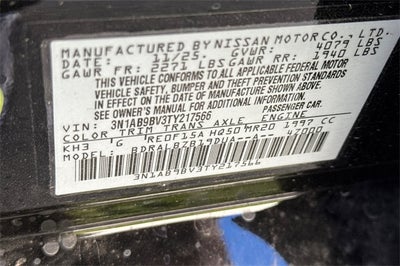 MANUFACTURED BY NISSAN MOTOR CO., LTD.
DATE: 11/25 GVWR: 4079 LBS
GAWR FR: 2271 LBS GAWR RR: 1940 LBS
THIS VEHICLE CONFORMS TO ALL APPLICABLE FEDERAL MOTOR
VEHICLE SAFETY, BUMPER AND THEFT PREVENTION
STANDARDS IN EFFECT ON THE DATE OF
MANUFACTURE SHOWN ABOVE.
SEE OWNER'S MANUAL FOR ADDITIONAL INFORMATION.
VIN: 3N1AB9BV3TY217566 PASSENGER CAR
COLOR TRIM TRANS AXLE ENGINE
KH3 G RE0F15A HQ50 MR20 1997 CC
BDRALBZB19DUA--A- 47000
3N1AB9BV3TY217566